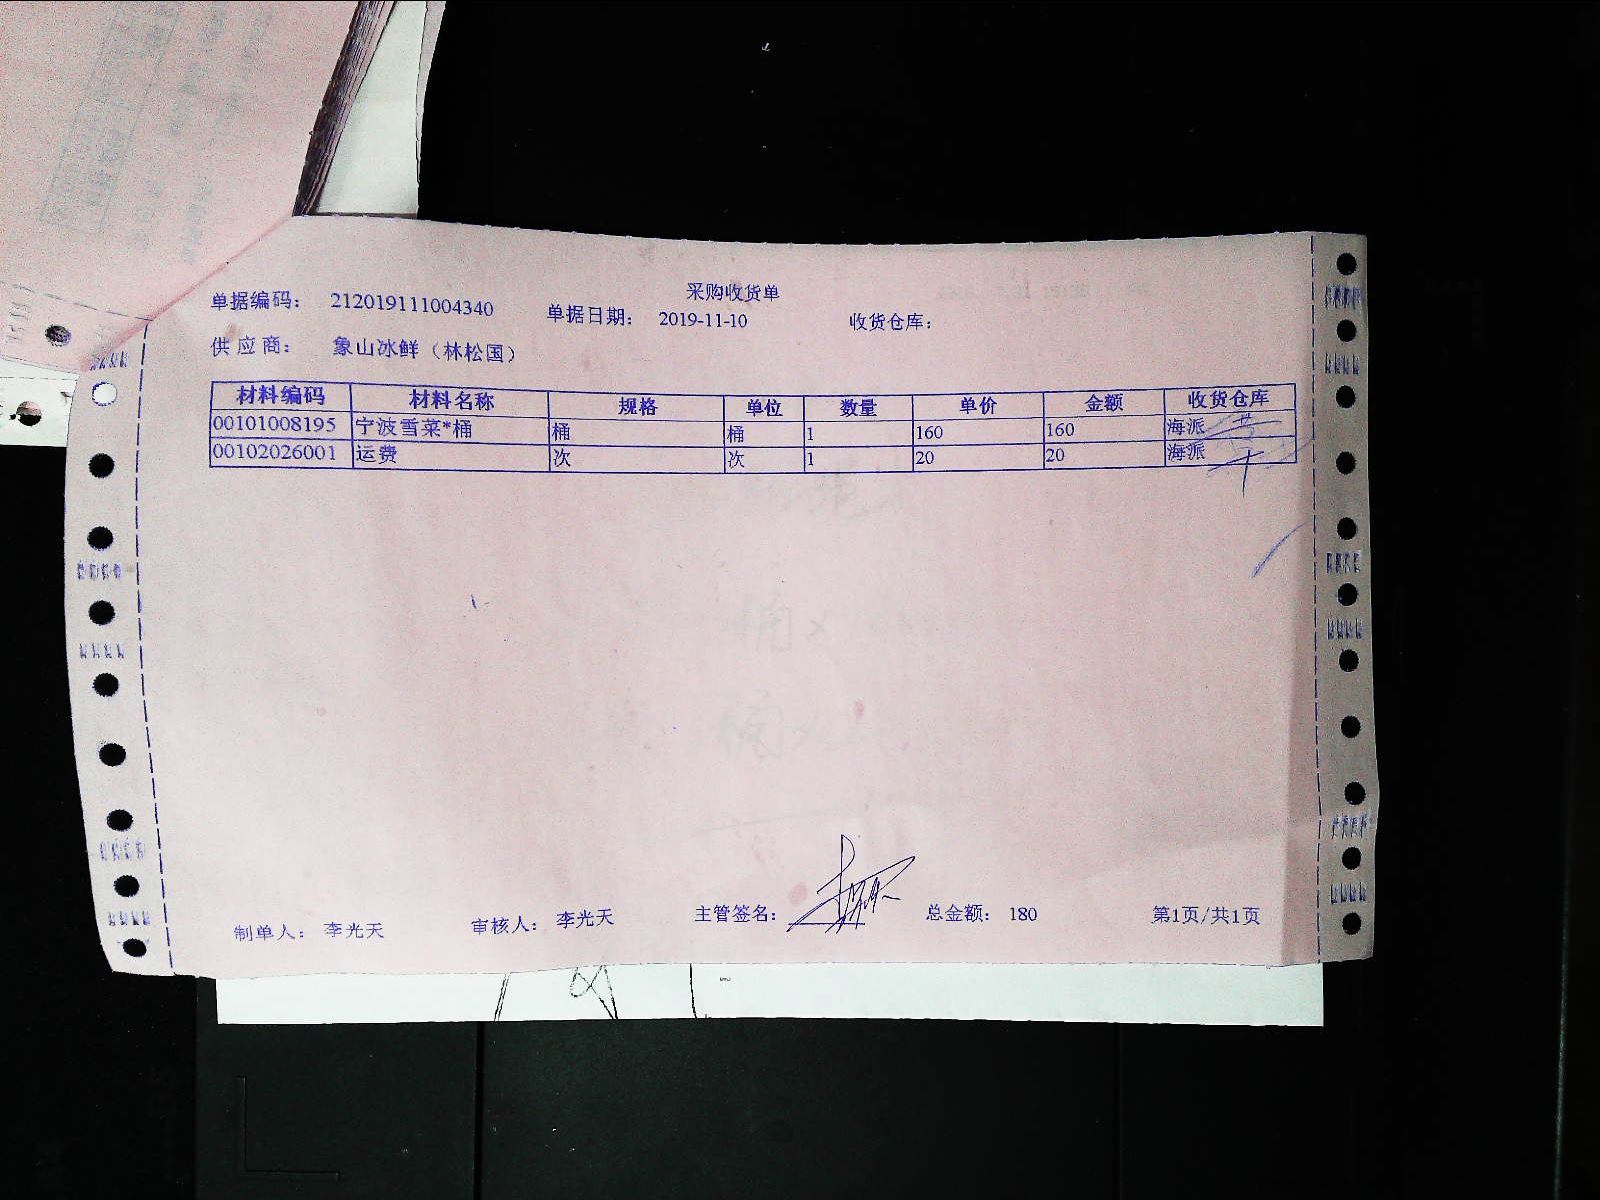 采购收货单
单据编码： 212019111004340 单据日期： 2019-11-10 收货仓库：
供应商： 象山冰鲜（林松国）
材料编码 材料名称 规格 单位 数量 单价 金额 收货仓库
00101008195 宁波雪菜*桶 桶 桶 1 160 160 海派
00102026001 运费 次 次 1 20 20 海派
制单人： 李光天 审核人： 李光天 主管签名： 总金额： 180 第1页/共1页